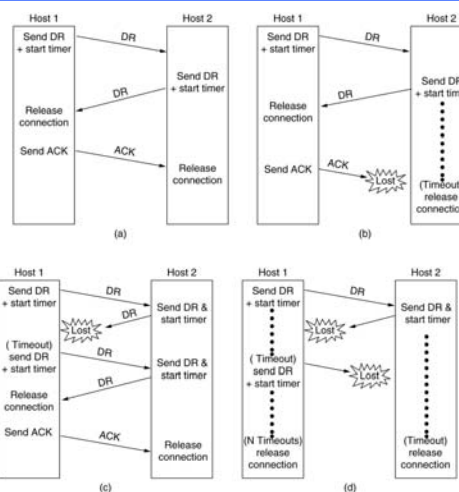 Host 1
Host 2
Send DR
+ start timer
DR
Send DR
+ start timer
DR
Release
connection
Send ACK
ACK
Release
connection
(a)
Host 1
Host 2
Send DR
+ start timer
DR
Send DR
+ start time
DR
Release
connection
Send ACK
ACK
Lost
(Timeout)
release
connection
(b)
Host 1
Host 2
Send DR
+ start timer
DR
Send DR &
start timer
DR
Lost
( Timeout)
send DR
+ start timer
DR
Send DR &
start timer
DR
Release
connection
Send ACK
ACK
Release
connection
(c)
Host 1
Host 2
Send DR
+ start timer
DR
Send DR &
start timer
Lost
( Timeout)
send DR
+ start timer
Lost
(N Timeouts)
release
connection
(Timeout)
release
connection
(d)